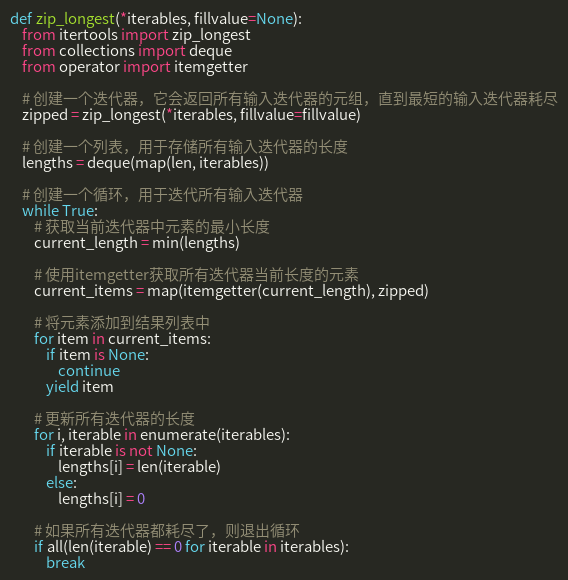 def zip_longest(*iterables, fillvalue=None):
from itertools import zip_longest
from collections import deque
from operator import itemgetter
# 创建一个迭代器，它会返回所有输入迭代器的元组，直到最短的输入迭代器耗尽
zipped = zip_longest(*iterables, fillvalue=fillvalue)
# 创建一个列表，用于存储所有输入迭代器的长度
lengths = deque(map(len, iterables))
# 创建一个循环，用于迭代所有输入迭代器
while True:
# 获取当前迭代器中元素的最小长度
current_length = min(lengths)
# 使用itemgetter获取所有迭代器当前长度的元素
current_items = map(itemgetter(current_length), zipped)
# 将元素添加到结果列表中
for item in current_items:
if item is None:
continue
yield item
# 更新所有迭代器的长度
for i, iterable in enumerate(iterables):
if iterable is not None:
lengths[i] = len(iterable)
else:
lengths[i] = 0
# 如果所有迭代器都耗尽了，则退出循环
if all(len(iterable) == 0 for iterable in iterables):
break